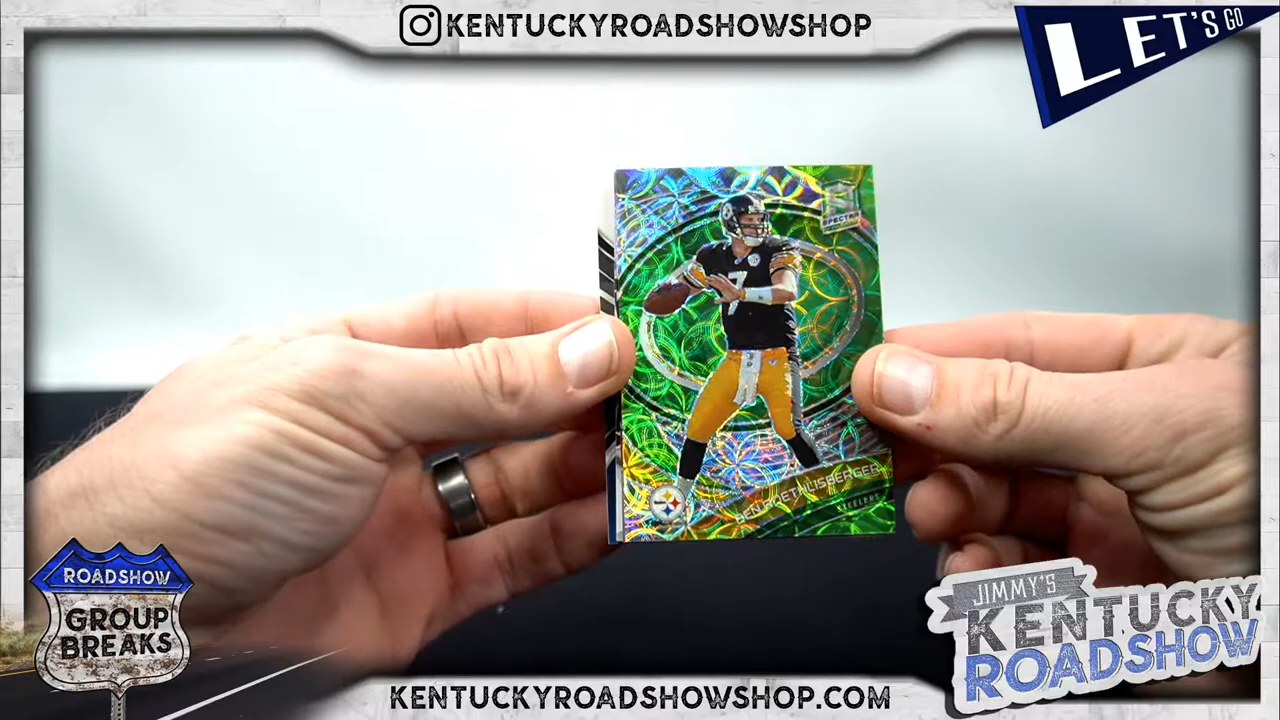 KENTUCKYROADSHOWSHOP
LET'S GO
SPECTRA
7
BEN ROETHLISBERGER
STEELERS
ROADSHOW
GROUP
BREAKS
JIMMY'S
KENTUCKY
ROADSHOW
KENTUCKYROADSHOWSHOP.COM